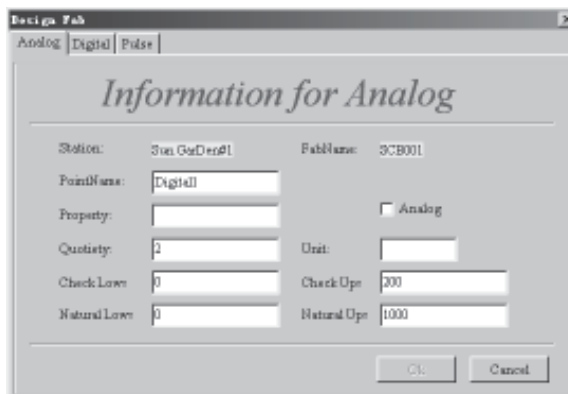 Design Fab
Analog Digital Pulse
Information for Analog
Station: Sun GarDen#1 FabName: SCB001
PointName: Digital1
Property: Analog
Quotiety: 2 Unit:
Check Low: 0 Check Up: 200
Natural Low: 0 Natural Up: 1000
Ok Cancel